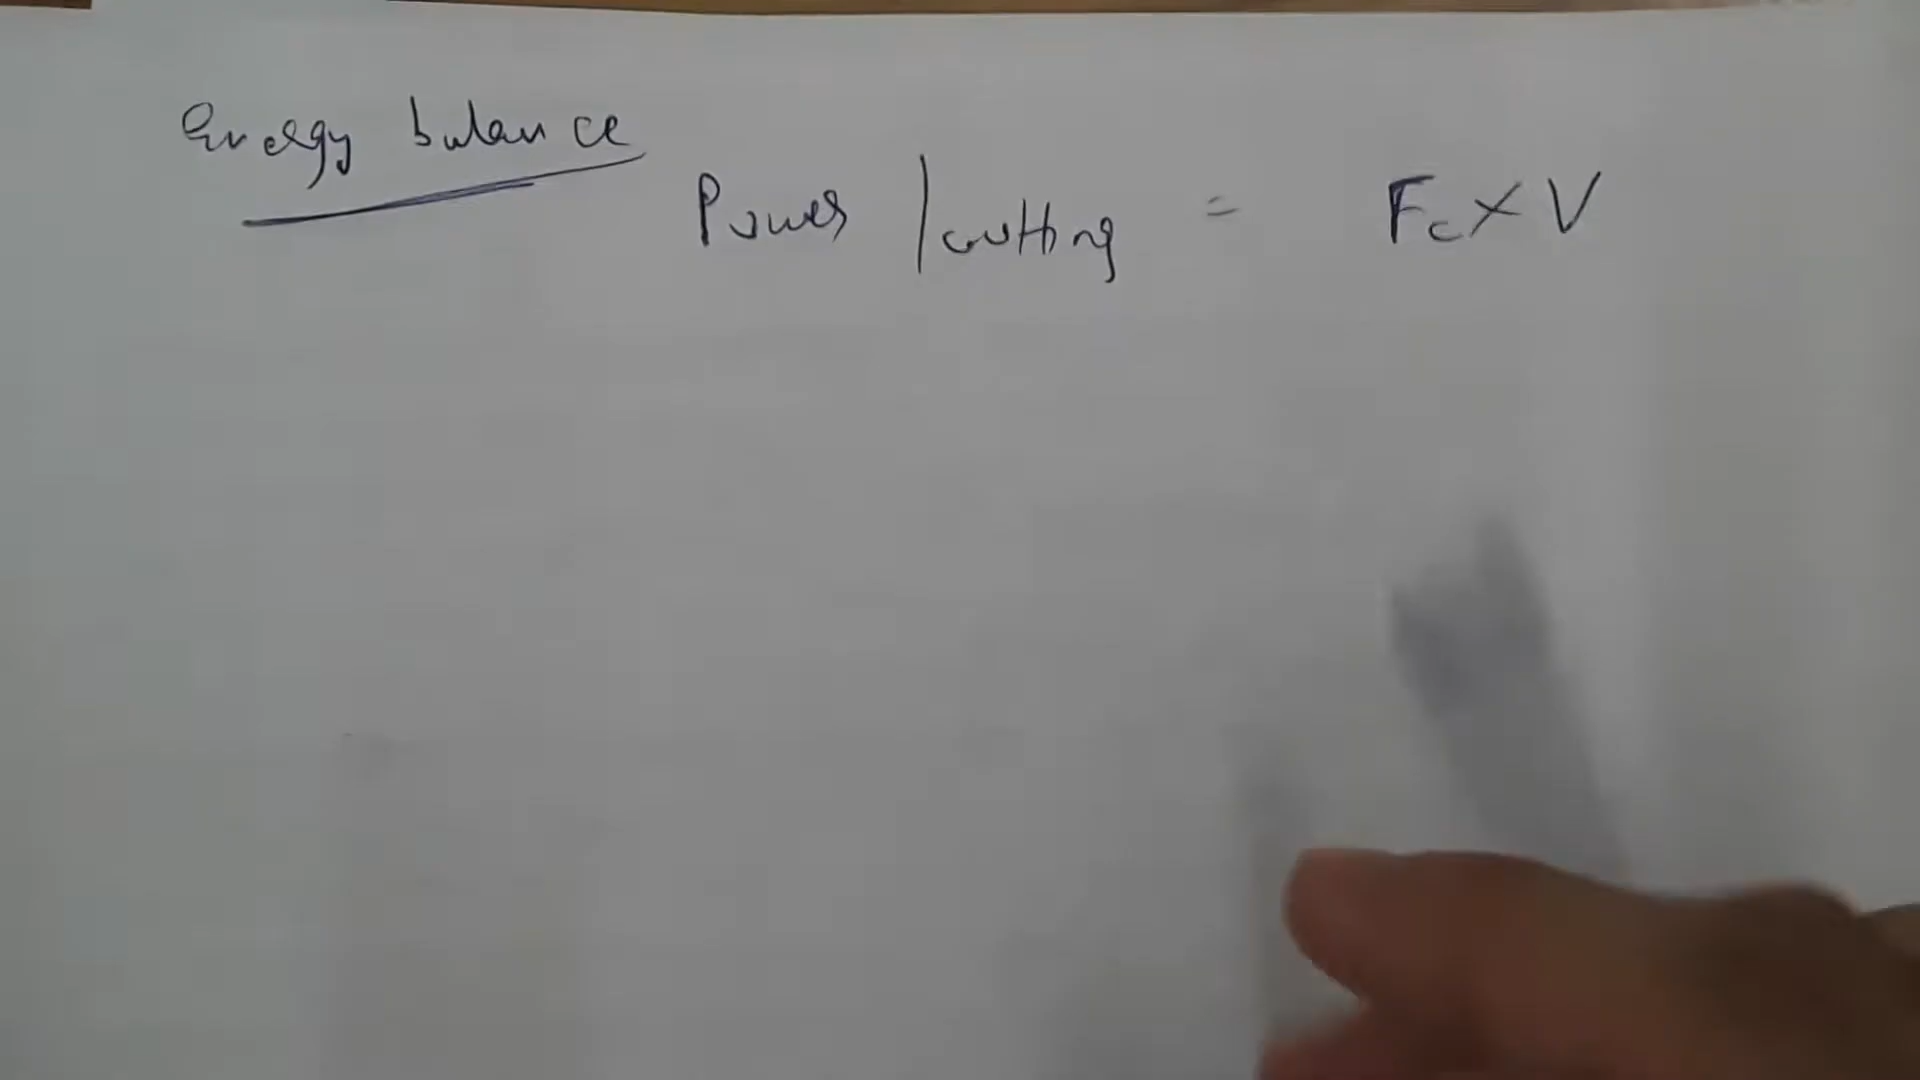 Energy balance
Power | cutting = Fc × V